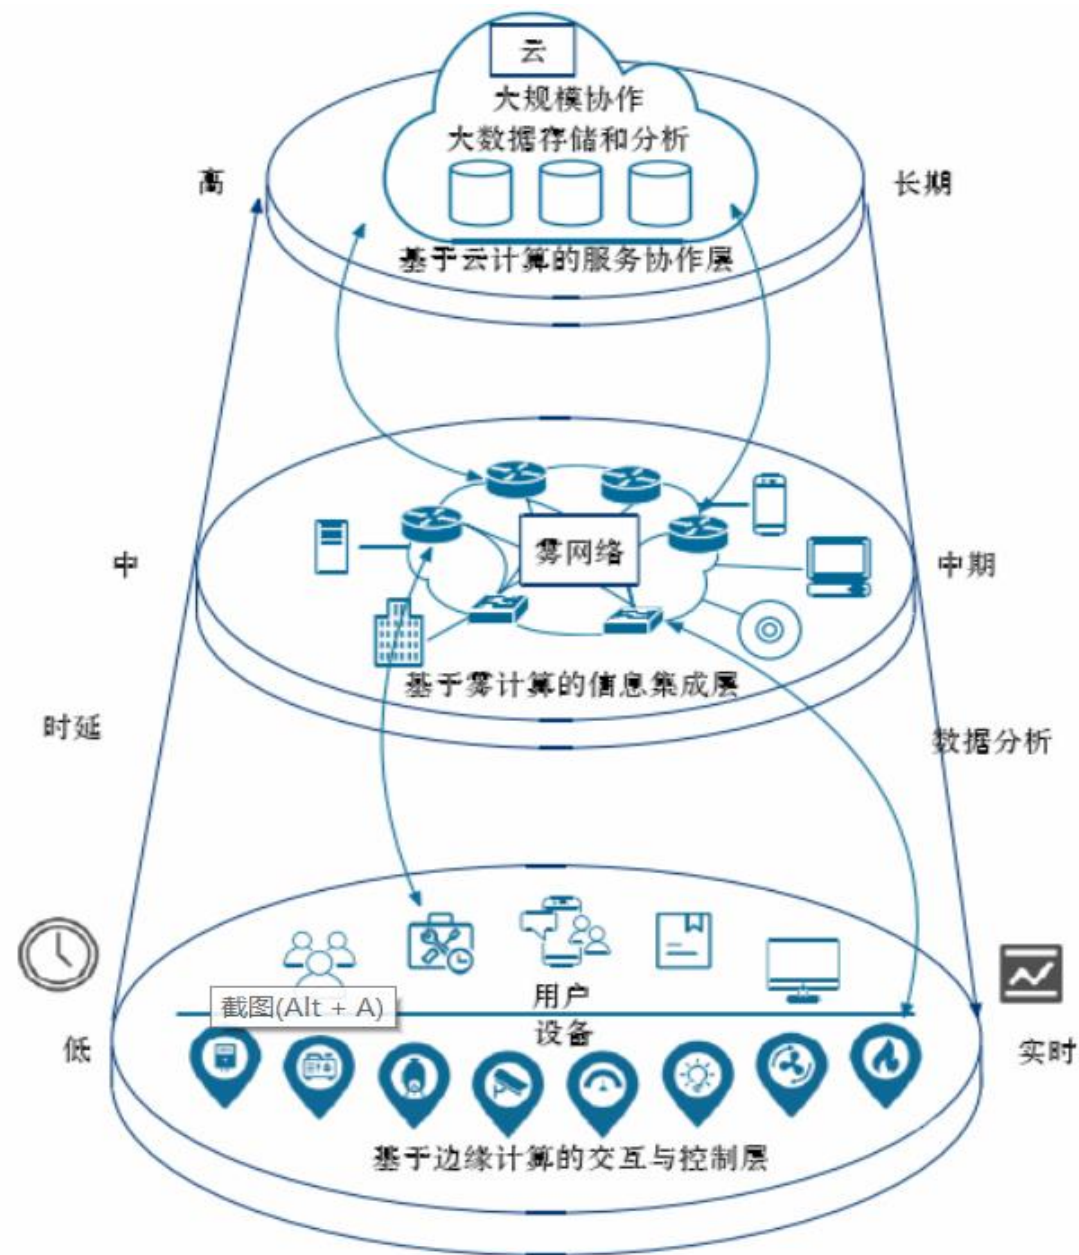 云
大规模协作
大数据存储和分析
高
长期
基于云计算的服务协作层
雾网络
中
中期
基于雾计算的信息集成层
时延
数据分析
用户
截图(Alt + A)
设备
低
实时
基于边缘计算的交互与控制层